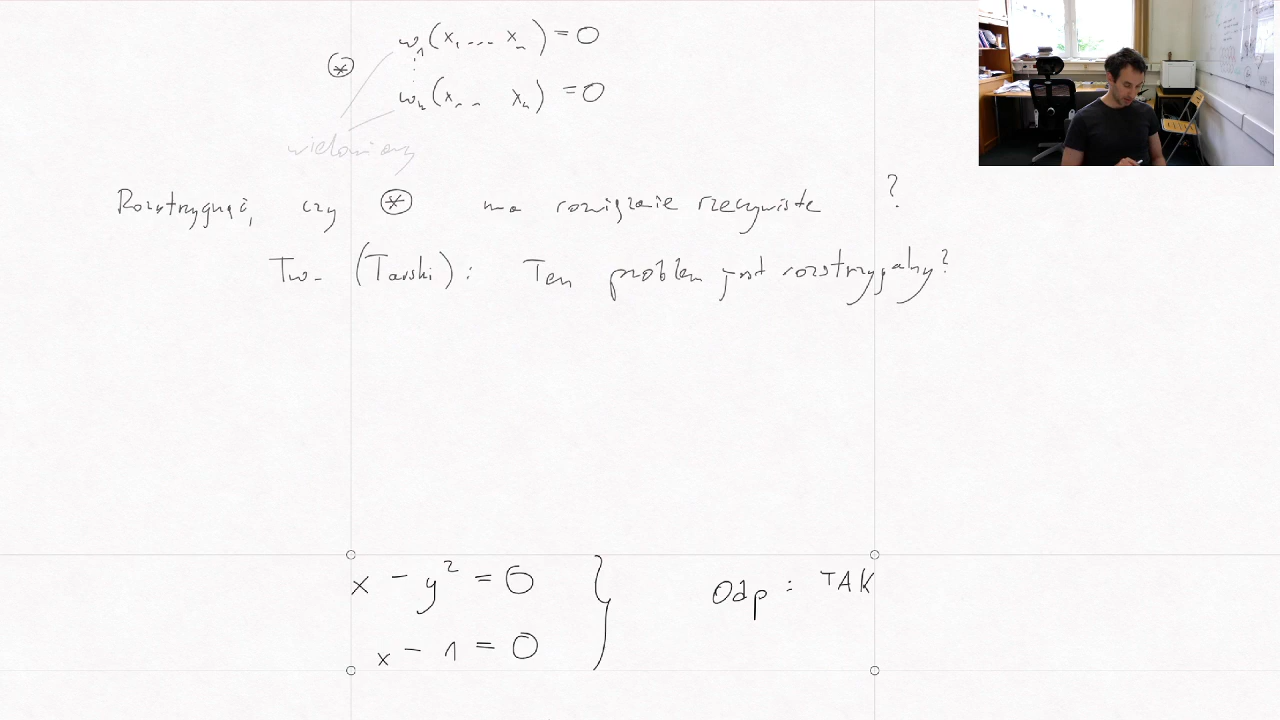 w₁(x₁ ... xₙ) = 0
⊛
wₖ(x₁ .. xₙ) = 0
wielomiany
Rozstrzygnąć, czy ⊛ ma rozwiązanie rzeczywiste ?
Tw. (Tarski): Ten problem jest rozstrzygalny?
x - y² = 0
Odp : TAK
x - 1 = 0